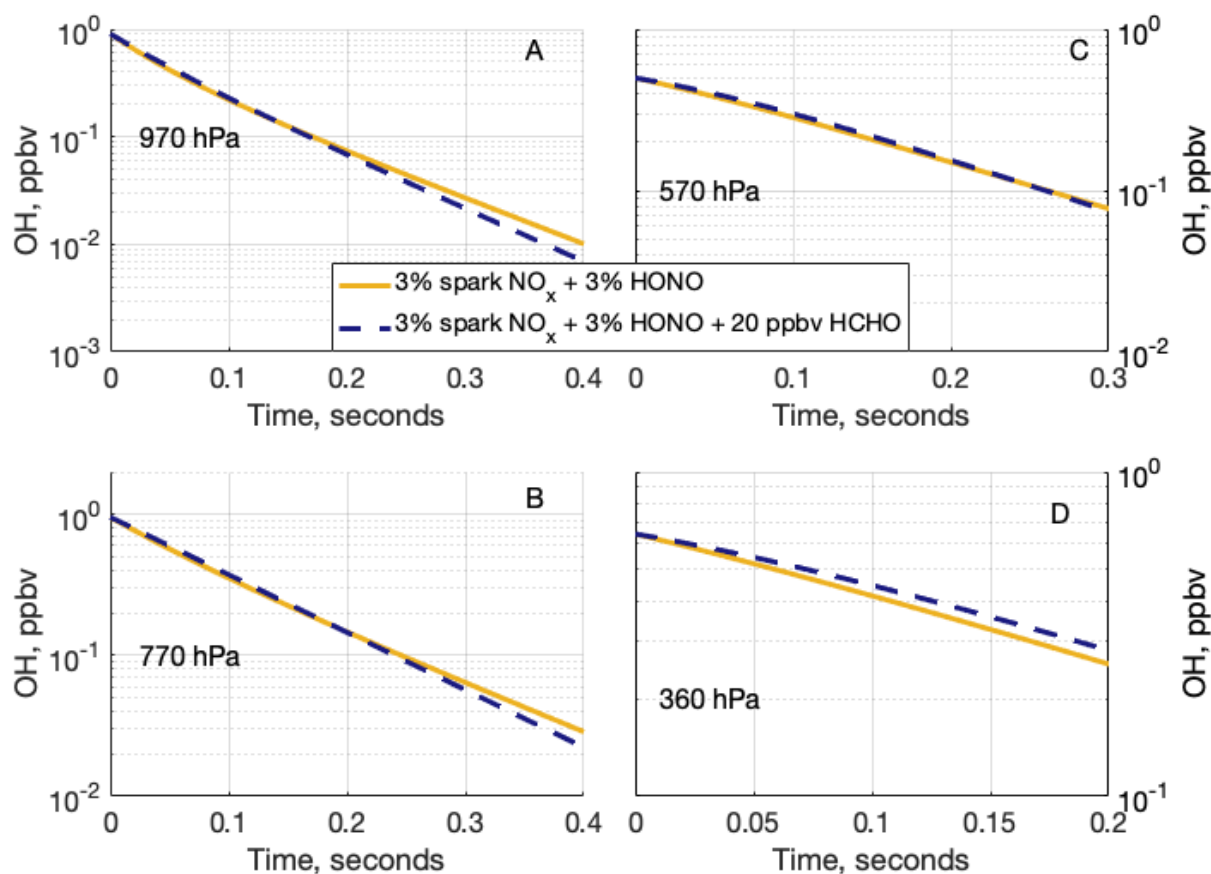 A
970 hPa
10^0
10^-1
10^-2
10^-3
OH, ppbv
0 0.1 0.2 0.3 0.4
Time, seconds
C
570 hPa
10^0
10^-1
10^-2
OH, ppbv
0 0.1 0.2 0.3
Time, seconds
3% spark NO_x + 3% HONO
3% spark NO_x + 3% HONO + 20 ppbv HCHO
B
770 hPa
10^0
10^-1
10^-2
OH, ppbv
0 0.1 0.2 0.3 0.4
Time, seconds
D
360 hPa
10^0
10^-1
OH, ppbv
0 0.05 0.1 0.15 0.2
Time, seconds